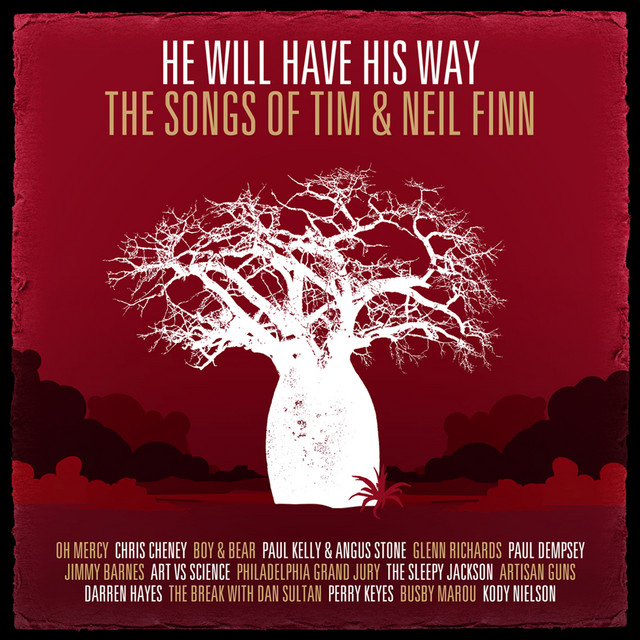 HE WILL HAVE HIS WAY
THE SONGS OF TIM & NEIL FINN
OH MERCY CHRIS CHENEY BOY & BEAR PAUL KELLY & ANGUS STONE GLENN RICHARDS PAUL DEMPSEY
JIMMY BARNES ART VS SCIENCE PHILADELPHIA GRAND JURY THE SLEEPY JACKSON ARTISAN GUNS
DARREN HAYES THE BREAK WITH DAN SULTAN PERRY KEYES BUSBY MAROU KODY NIELSON